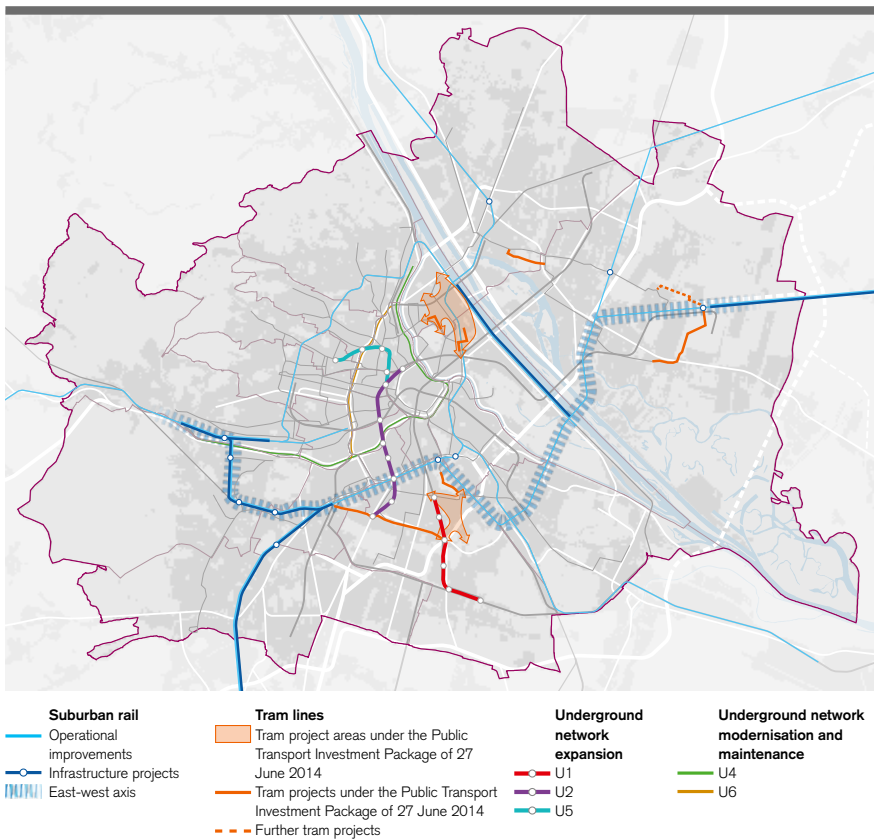 Suburban rail
Operational
improvements
Infrastructure projects
East-west axis
Tram lines
Tram project areas under the Public
Transport Investment Package of 27
June 2014
Tram projects under the Public Transport
Investment Package of 27 June 2014
Further tram projects
Underground
network
expansion
U1
U2
U5
Underground network
modernisation and
maintenance
U4
U6